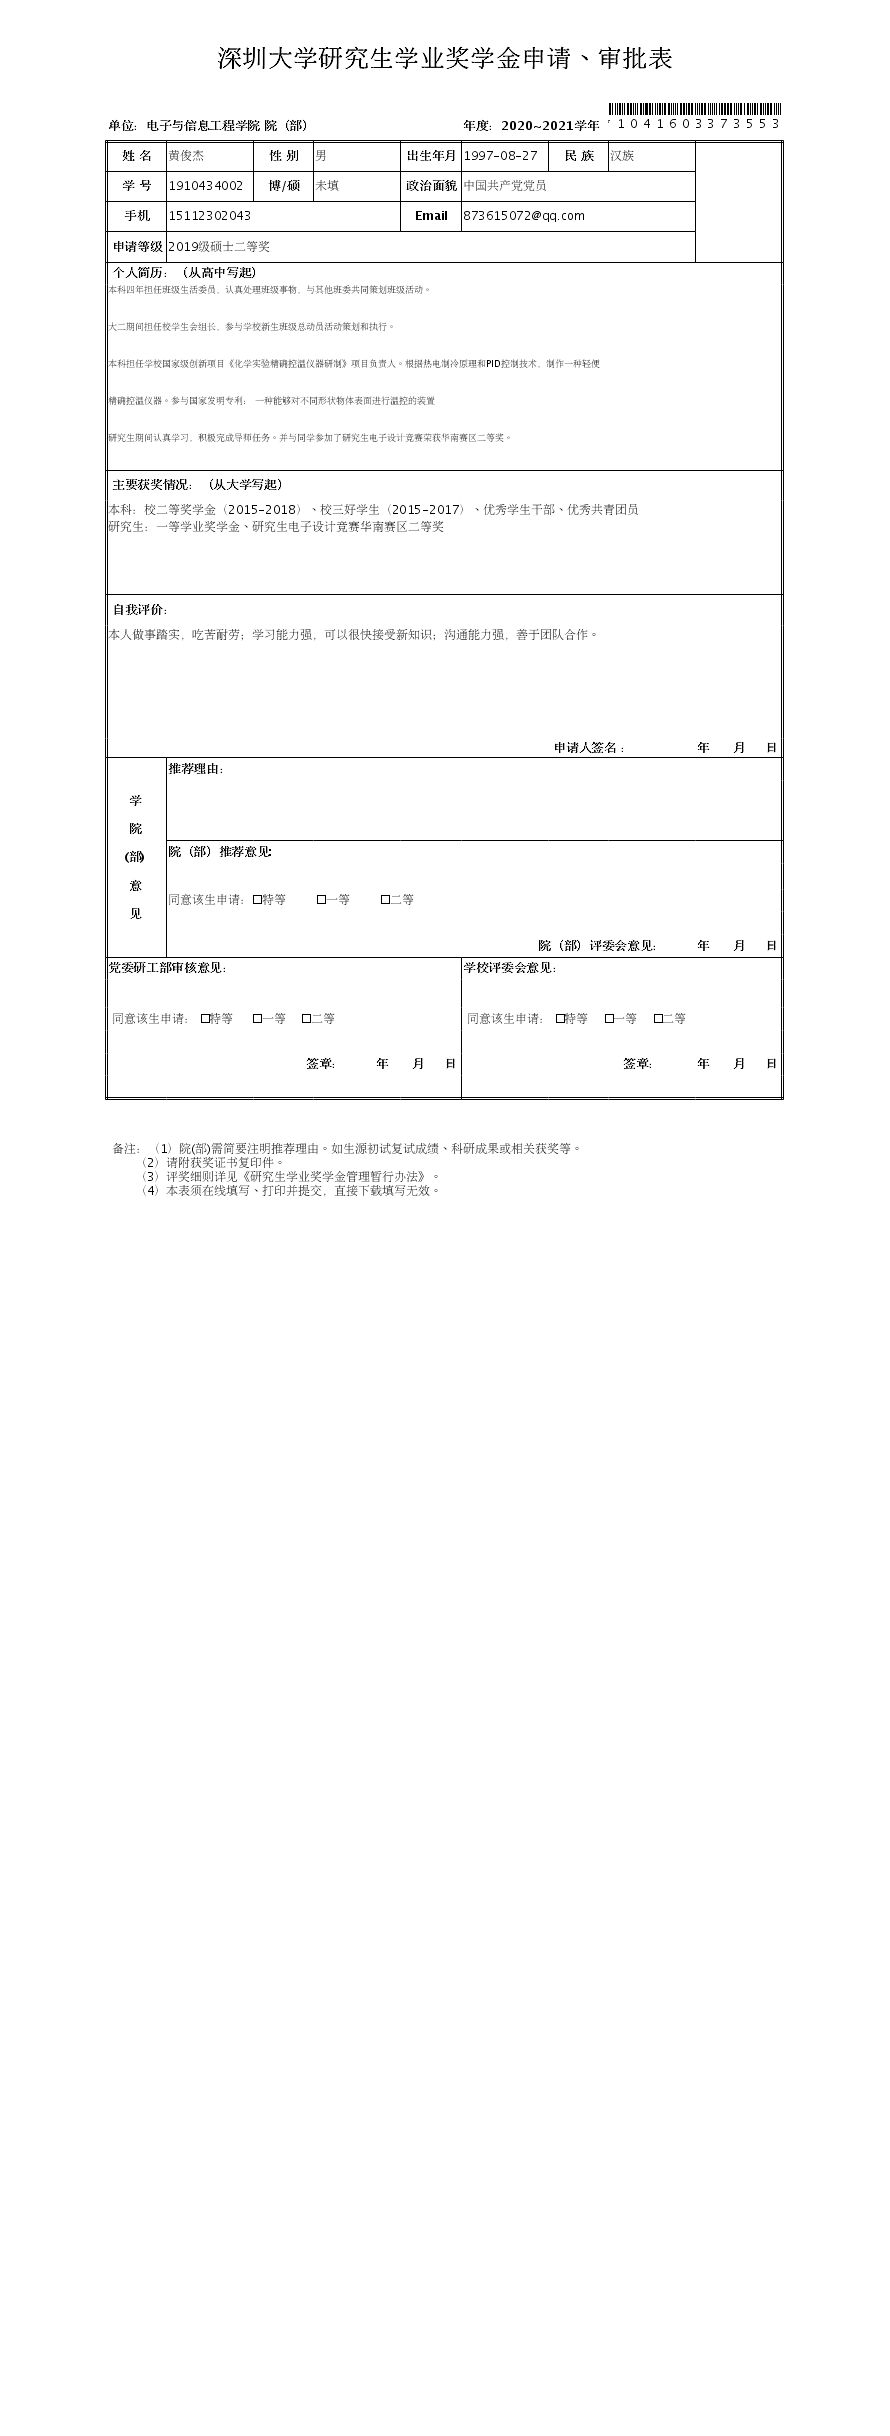 深圳大学研究生学业奖学金申请、审批表
单位: 电子与信息工程学院 院（部） 年度: 2020~2021学年
1041603373553
姓 名 黄俊杰 性 别 男 出生年月 1997-08-27 民 族 汉族
学 号 1910434002 博/硕 未填 政治面貌 中国共产党党员
手机 15112302043 Email 873615072@qq.com
申请等级 2019级硕士二等奖
个人简历: （从高中写起）
本科四年担任班级生活委员，认真处理班级事物，与其他班委共同策划班级活动。
大二期间担任校学生会组长，参与学校新生班级总动员活动策划和执行。
本科担任学校国家级创新项目《化学实验精确控温仪器研制》项目负责人。根据热电制冷原理和PID控制技术，制作一种轻便
精确控温仪器。参与国家发明专利: 一种能够对不同形状物体表面进行温控的装置
研究生期间认真学习，积极完成导师任务。并与同学参加了研究生电子设计竞赛荣获华南赛区二等奖。
主要获奖情况: （从大学写起）
本科: 校二等奖学金（2015-2018）、校三好学生（2015-2017）、优秀学生干部、优秀共青团员
研究生: 一等学业奖学金、研究生电子设计竞赛华南赛区二等奖
自我评价:
本人做事踏实，吃苦耐劳; 学习能力强，可以很快接受新知识; 沟通能力强，善于团队合作。
申请人签名: 年 月 日
学
院
(部)
意
见
推荐理由:
院（部）推荐意见:
同意该生申请: □特等 □一等 □二等
院（部）评委会意见: 年 月 日
党委研工部审核意见: 学校评委会意见:
同意该生申请: □特等 □一等 □二等 同意该生申请: □特等 □一等 □二等
签章: 年 月 日 签章: 年 月 日
备注: （1）院(部)需简要注明推荐理由。如生源初试复试成绩、科研成果或相关获奖等。
（2）请附获奖证书复印件。
（3）评奖细则详见《研究生学业奖学金管理暂行办法》。
（4）本表须在线填写、打印并提交，直接下载填写无效。